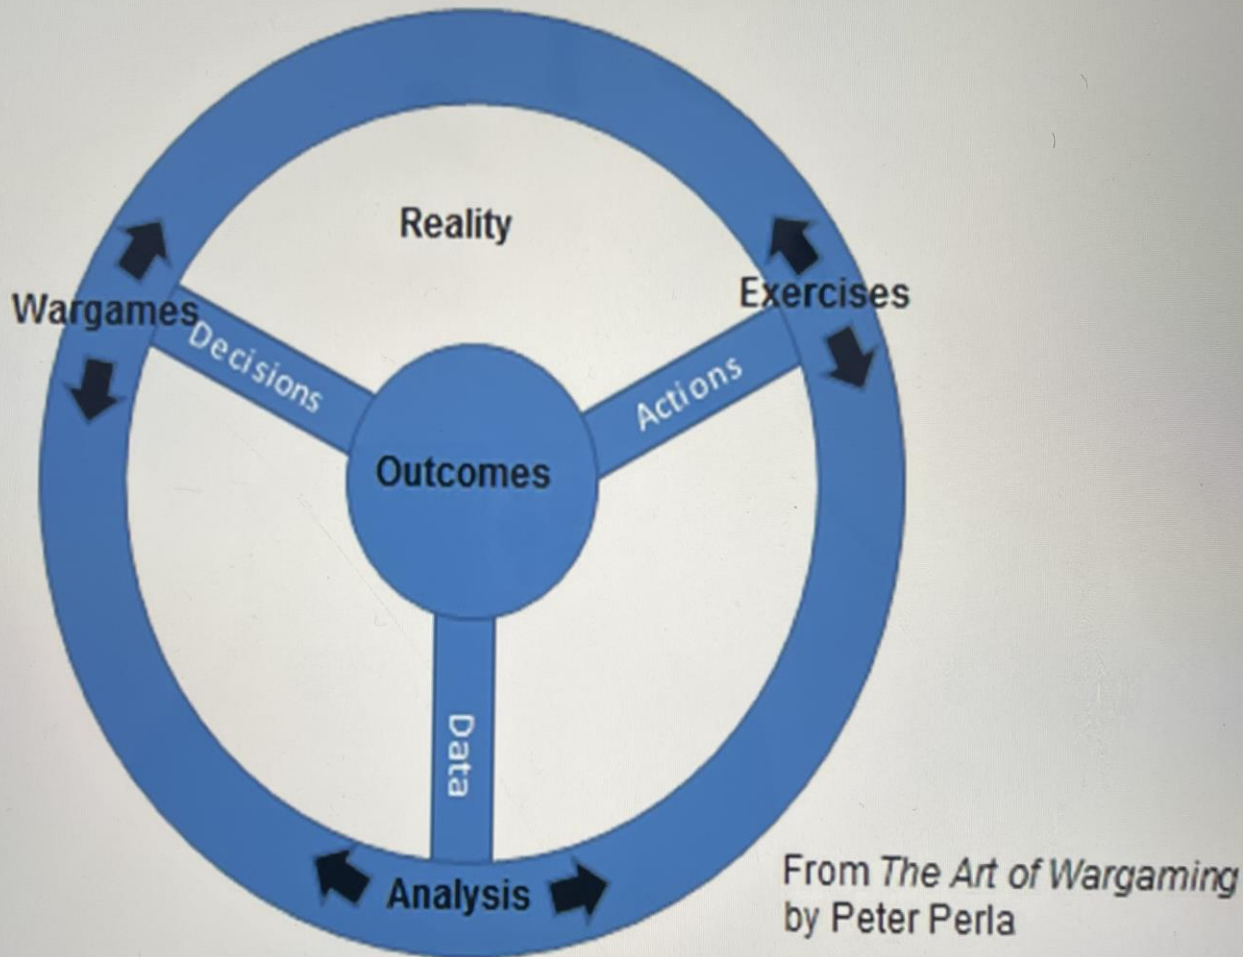 Reality
Wargames
Exercises
Decisions
Actions
Outcomes
Data
Analysis
From The Art of Wargaming
by Peter Perla